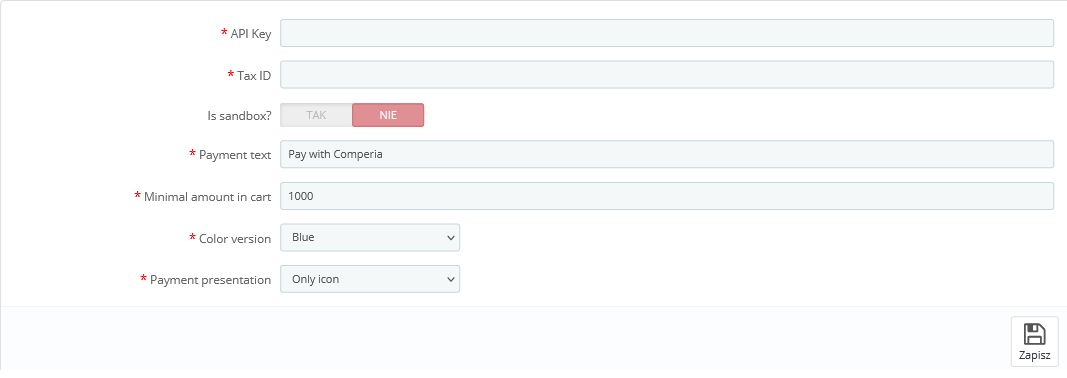 * API Key
* Tax ID
Is sandbox? TAK NIE
* Payment text Pay with Comperia
* Minimal amount in cart 1000
* Color version Blue
* Payment presentation Only icon
Zapisz